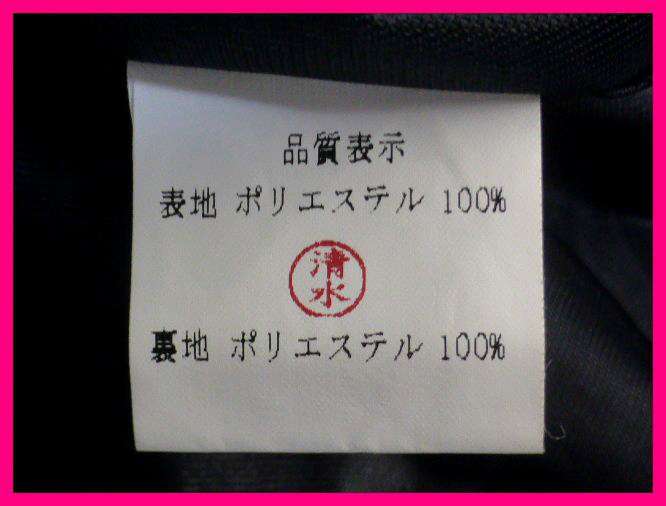 品質表示
表地 ポリエステル 100%
清水
裏地 ポリエステル 100%